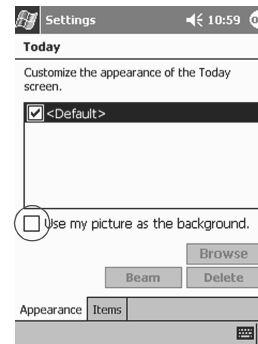 Settings 10:59
Today
Customize the appearance of the Today
screen.
<Default>
Use my picture as the background.
Browse
Beam Delete
Appearance Items